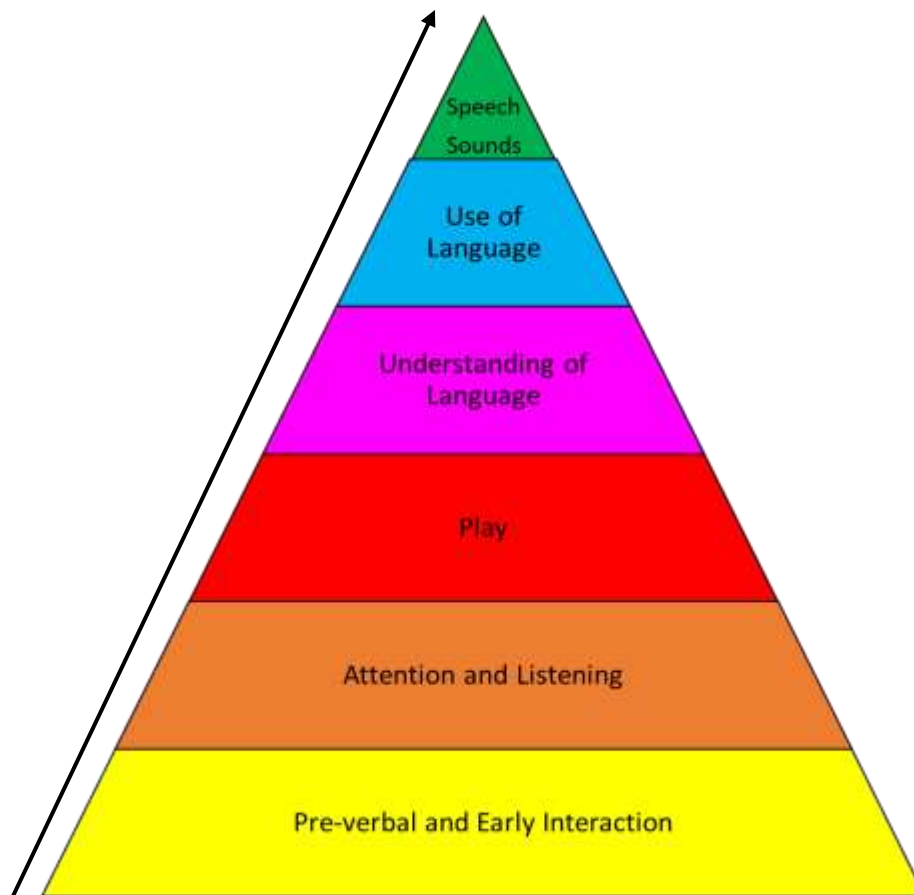 Speech
Sounds
Use of
Language
Understanding of
Language
Play
Attention and Listening
Pre-verbal and Early Interaction